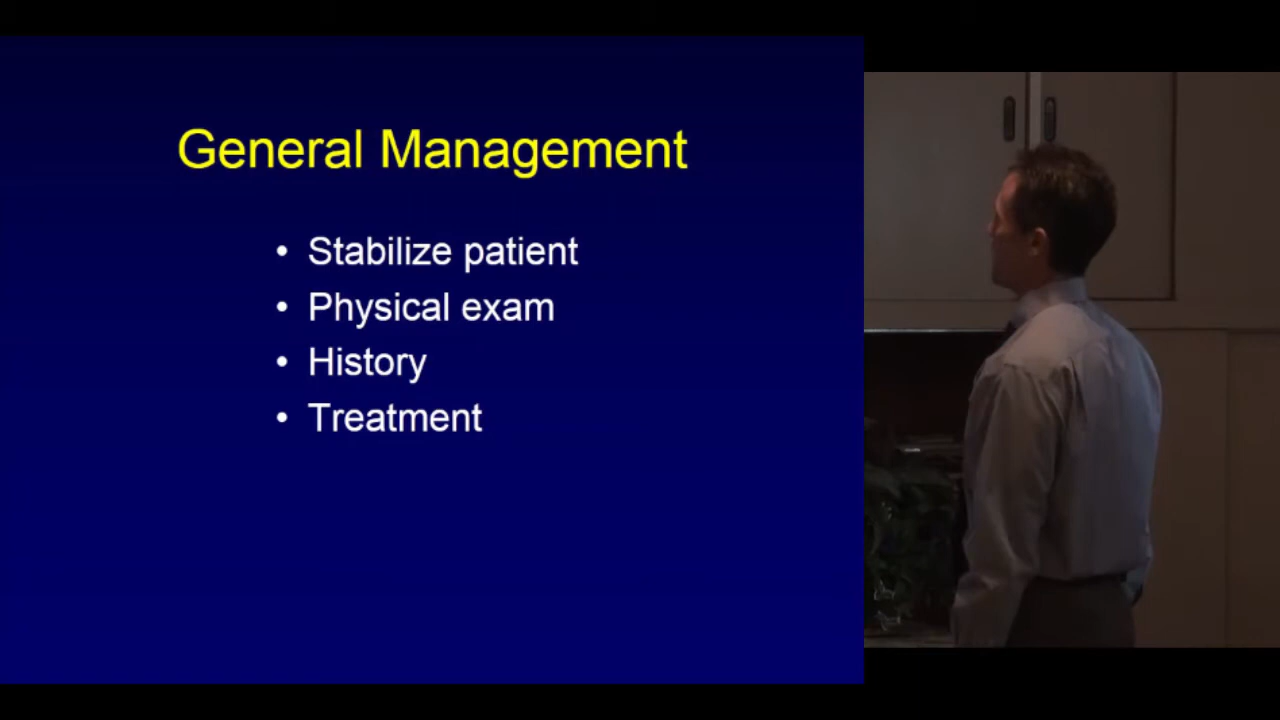 General Management
• Stabilize patient
• Physical exam
• History
• Treatment